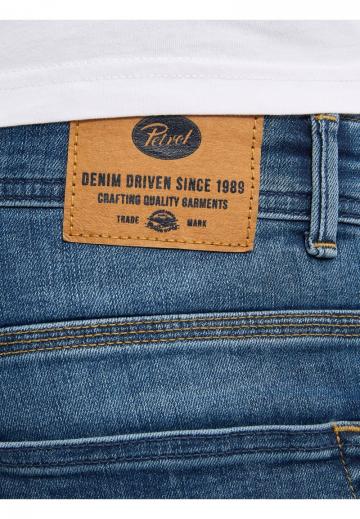 Petrol
DENIM DRIVEN SINCE 1989
CRAFTING QUALITY GARMENTS
TRADE MARK